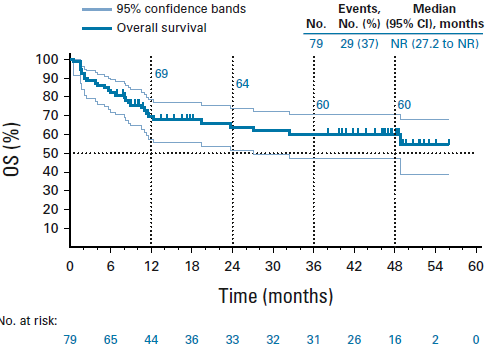 95% confidence bands
Overall survival
Events, Median
No. No. (%) (95% CI), months
79 29 (37) NR (27.2 to NR)
100
90
80
70
60
50
40
30
20
10
OS (%)
69
64
60
60
0 6 12 18 24 30 36 42 48 54 60
Time (months)
No. at risk:
79 65 44 36 33 32 31 26 16 2 0